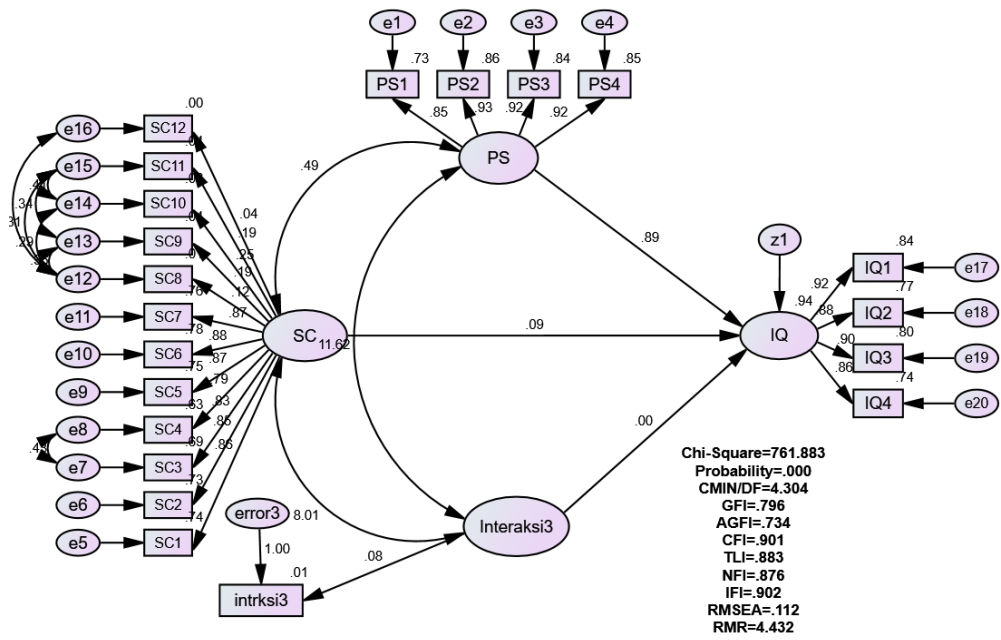 e1 e2 e3 e4
.73 .86 .84 .85
PS1 PS2 PS3 PS4
.85 .93 .92 .92
PS
.00
e16 SC12
e15 SC11
e14 SC10
.34
e13 SC9
.29
e12 SC8
.76
e11 SC7
.78
e10 SC6
.75
e9 SC5
.63
e8 SC4
.69
e7 SC3
.73
e6 SC2
.74
e5 SC1
.49
.04
.19
.25
.19
.12
.87
.88
.87
.79
.83
.85
.86
SC
11.62
.09
.89
z1
.94
IQ
.84
.92 IQ1 e17
.77
.88 IQ2 e18
.80
.90 IQ3 e19
.74
.86 IQ4 e20
.00
Interaksi3
error3 8.01
1.00
.08
.01
intrksi3
Chi-Square=761.883
Probability=.000
CMIN/DF=4.304
GFI=.796
AGFI=.734
CFI=.901
TLI=.883
NFI=.876
IFI=.902
RMSEA=.112
RMR=4.432